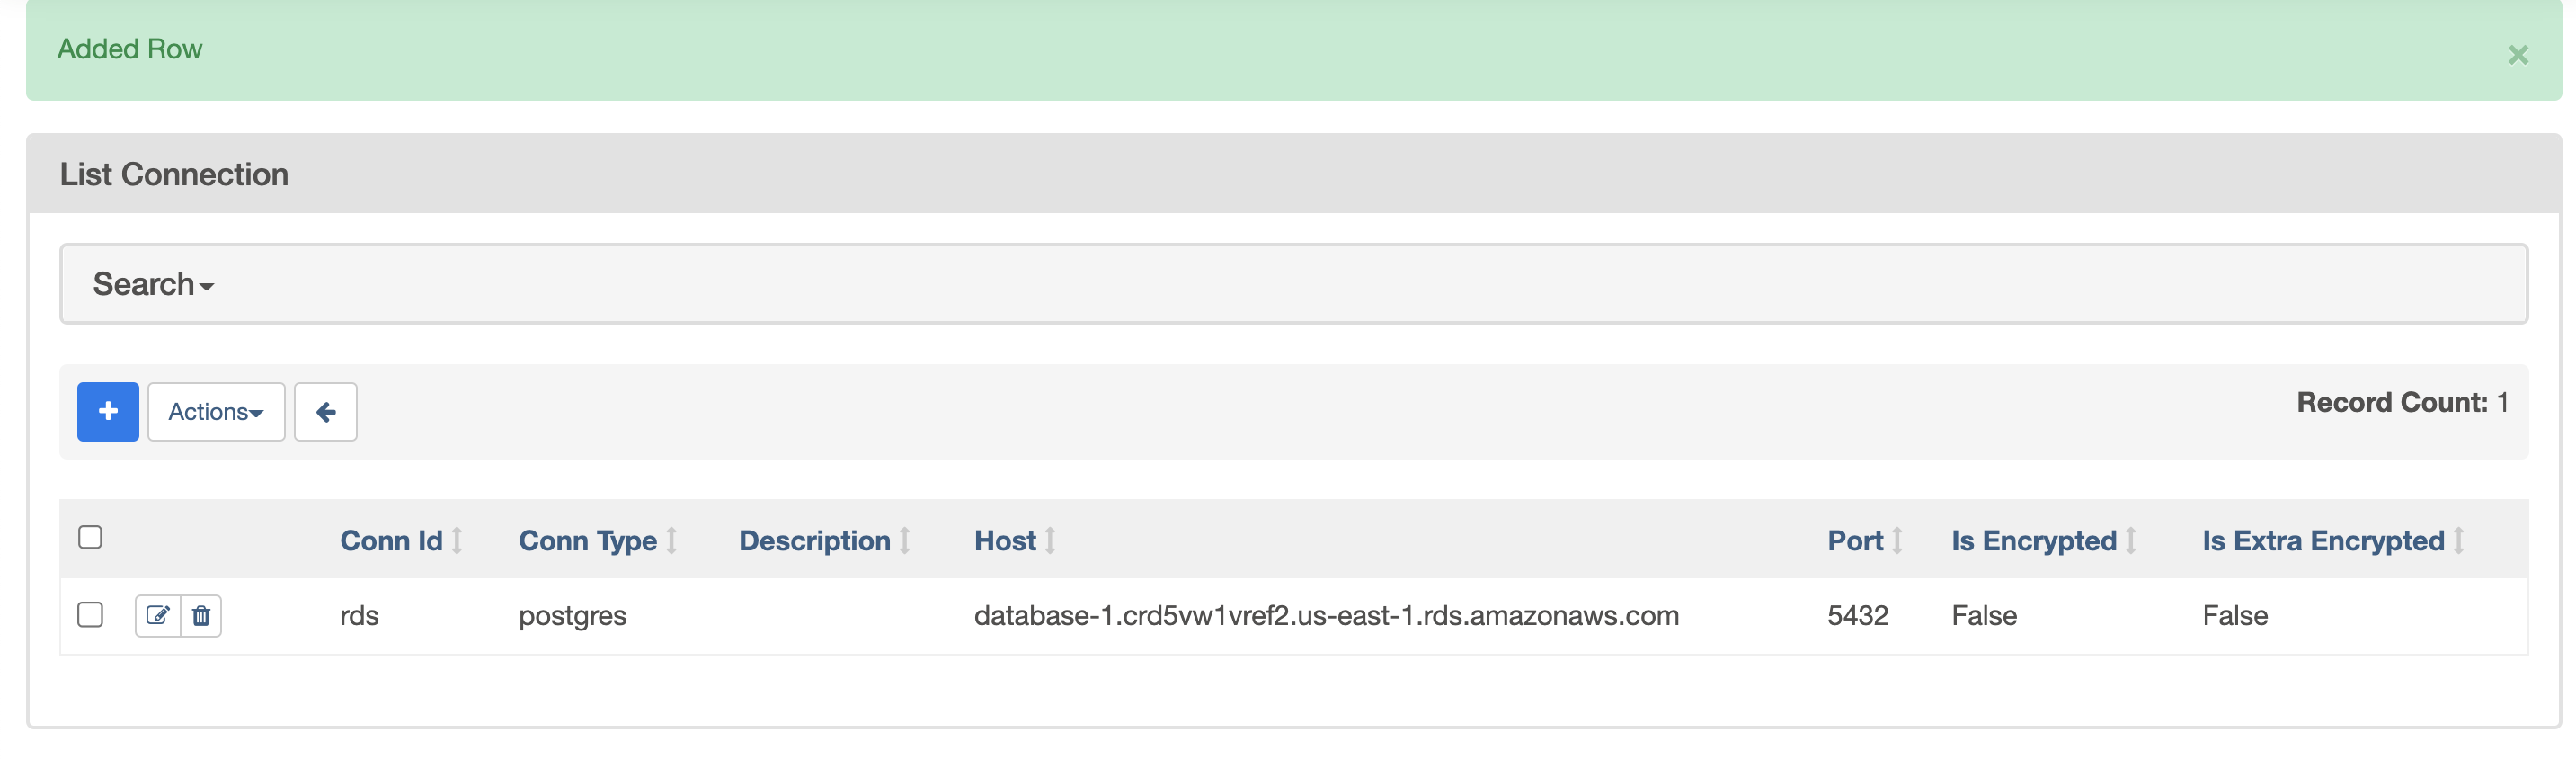 Added Row
×
List Connection
Search
+ Actions
Record Count: 1
Conn Id Conn Type Description Host Port Is Encrypted Is Extra Encrypted
rds postgres database-1.crd5vw1vref2.us-east-1.rds.amazonaws.com 5432 False False